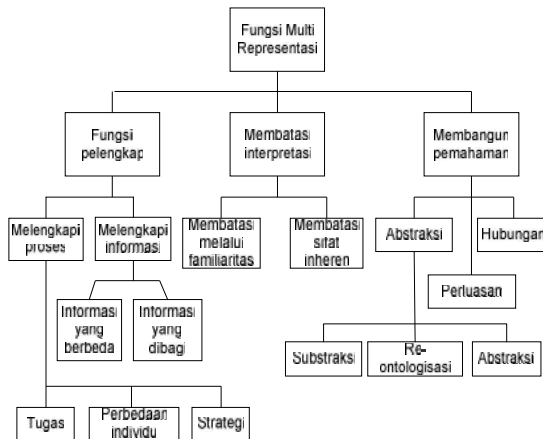 Fungsi Multi
Representasi
Fungsi
pelengkap
Membatasi
interpretasi
Membangun
pemahaman
Melengkapi
proses
Melengkapi
informasi
Membatasi
melalui
familiaritas
Membatasi
sifat
inheren
Abstraksi
Hubungan
Perluasan
Informasi
yang
berbeda
Informasi
yang
dibagi
Substraksi
Re-
ontologisasi
Abstraksi
Tugas
Perbedaan
individu
Strategi